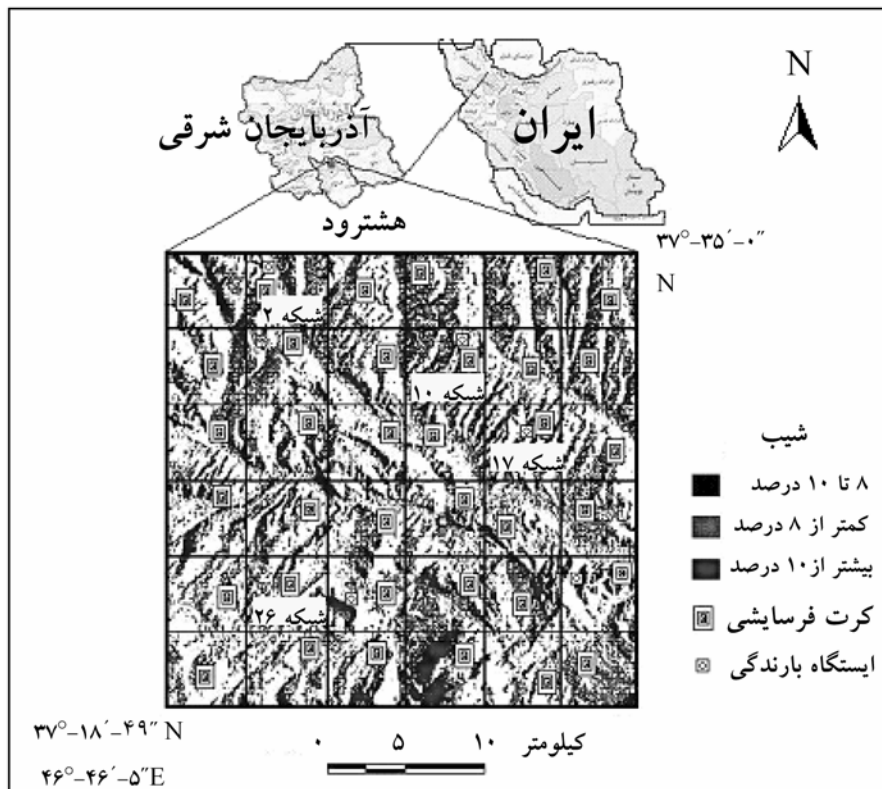 N
ایران
آذربایجان شرقی
هشترود
۳۷°-۳۵´-۰˝
N
شبکه ۲
شبکه ۱۰
شبکه ۱۷
شبکه ۲۶
شیب
۸ تا ۱۰ درصد
کمتر از ۸ درصد
بیشتر از ۱۰ درصد
کرت فرسایشی
ایستگاه بارندگی
۳۷°-۱۸´-۴۹˝ N
۴۶°-۴۶´-۵˝E
۰ ۵ ۱۰ کیلومتر